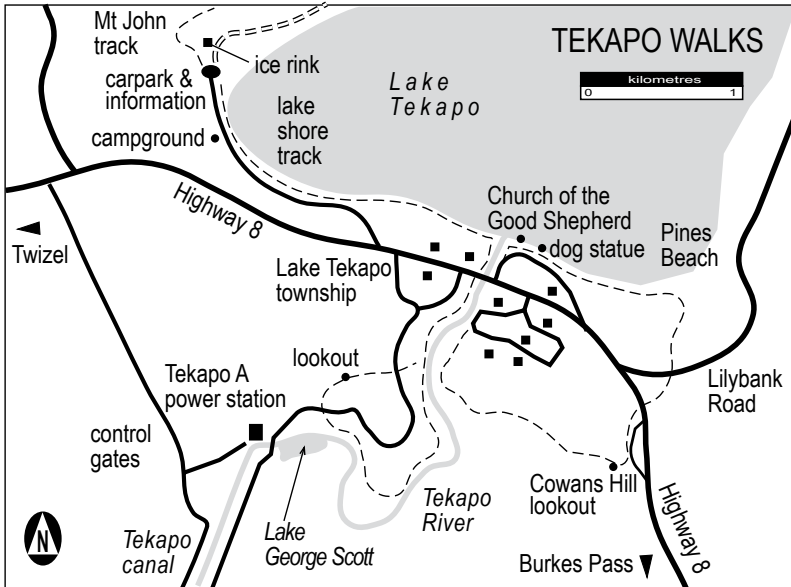 Mt John
track
TEKAPO WALKS
ice rink
kilometres
0 1
carpark &
information
Lake
Tekapo
lake
shore
track
campground
Highway 8
Church of the
Good Shepherd
dog statue
Pines
Beach
Twizel
Lake Tekapo
township
lookout
Tekapo A
power station
Lilybank
Road
control
gates
Cowans Hill
lookout
Tekapo
River
Highway 8
Lake
George Scott
N
Tekapo
canal
Burkes Pass